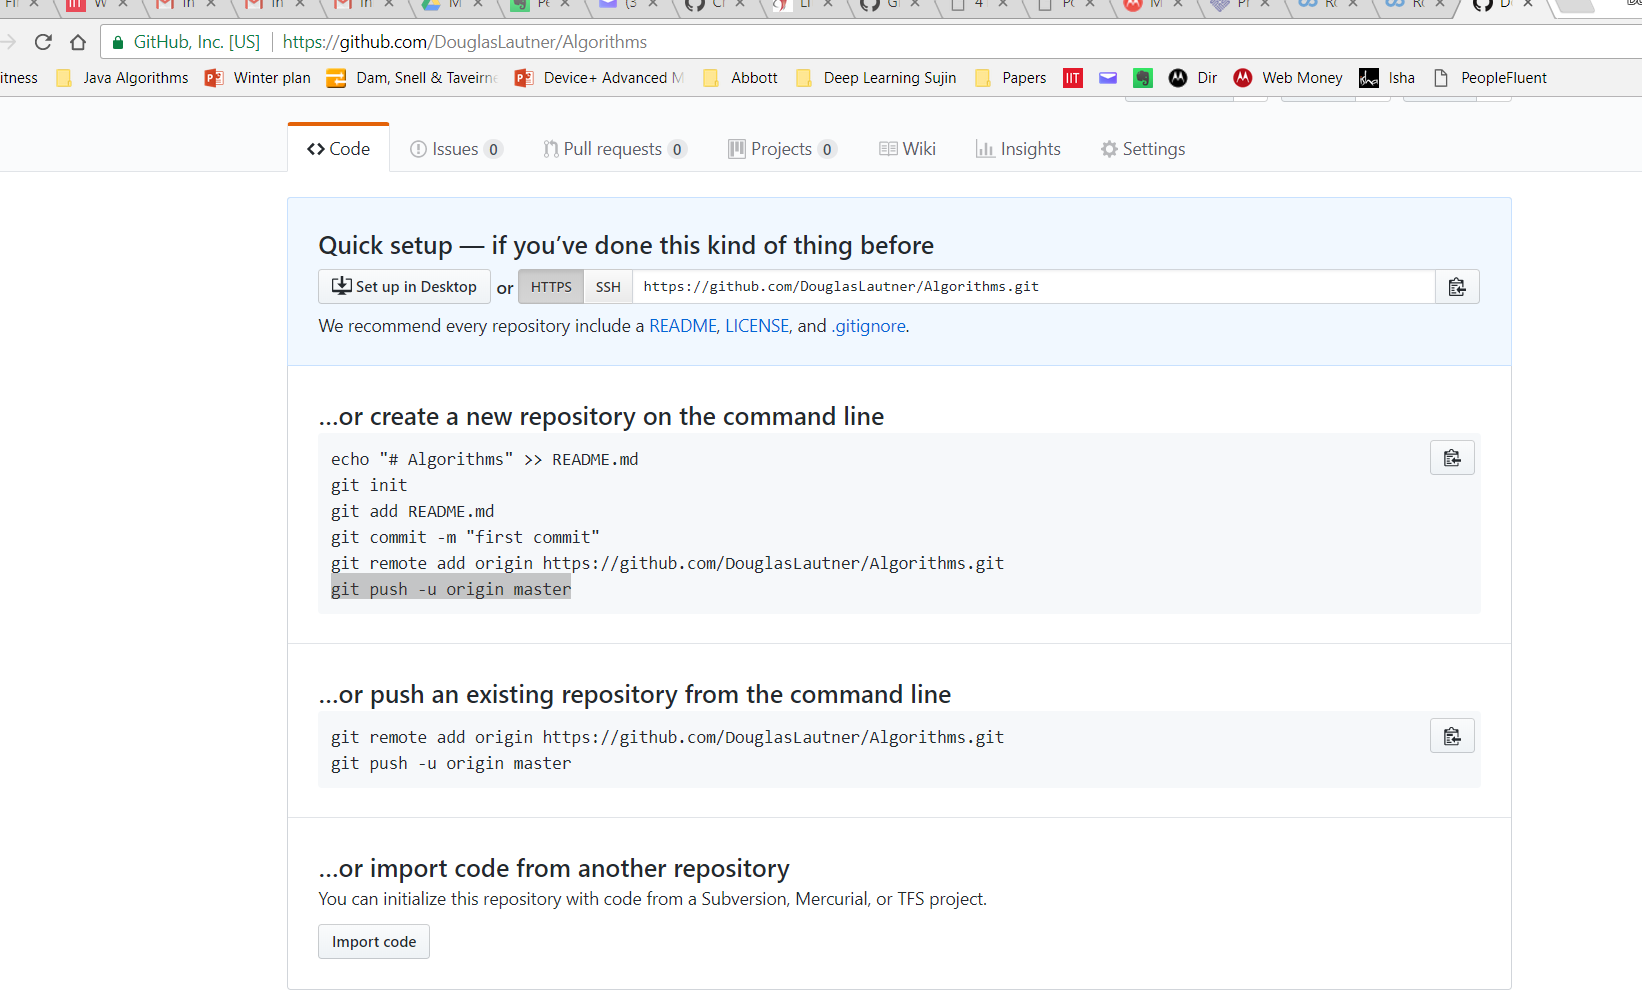 GitHub, Inc. [US] https://github.com/DouglasLautner/Algorithms
itness Java Algorithms Winter plan Dam, Snell & Taveirne Device+ Advanced M Abbott Deep Learning Sujin Papers IIT Dir Web Money Isha PeopleFluent
Code Issues 0 Pull requests 0 Projects 0 Wiki Insights Settings
Quick setup — if you’ve done this kind of thing before
Set up in Desktop or HTTPS SSH https://github.com/DouglasLautner/Algorithms.git
We recommend every repository include a README, LICENSE, and .gitignore.
…or create a new repository on the command line
echo "# Algorithms" >> README.md
git init
git add README.md
git commit -m "first commit"
git remote add origin https://github.com/DouglasLautner/Algorithms.git
git push -u origin master
…or push an existing repository from the command line
git remote add origin https://github.com/DouglasLautner/Algorithms.git
git push -u origin master
…or import code from another repository
You can initialize this repository with code from a Subversion, Mercurial, or TFS project.
Import code